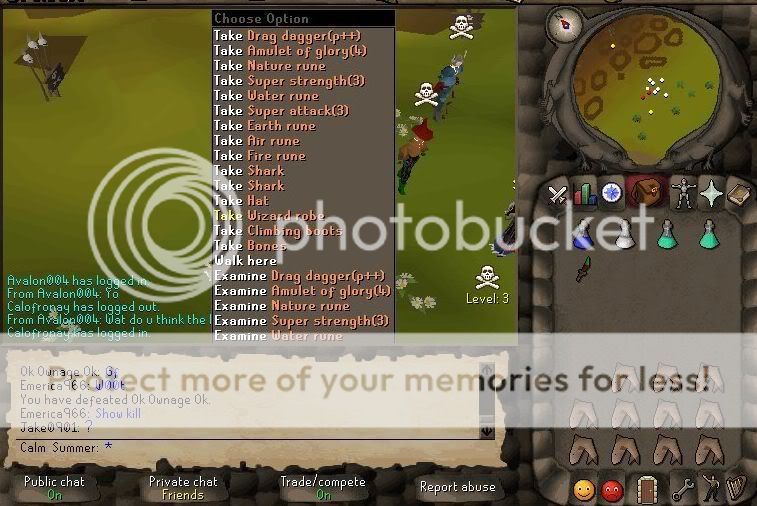 Choose Option
Take Drag dagger(p++)
Take Amulet of glory(4)
Take Nature rune
Take Super strength(3)
Take Water rune
Take Super attack(3)
Take Earth rune
Take Air rune
Take Fire rune
Take Shark
Take Shark
Take Hat
Take Wizard robe
Take Climbing boots
Take Bones
Walk here
Examine Drag dagger(p++)
Examine Amulet of glory(4)
Examine Nature rune
Examine Super strength(3)
Examine Water rune
photobucket
Level: 3
Avalon004 has logged in.
From Avalon004: Yo
Calofronay has logged out.
From Avalon004: Wat do u think the
Calofronay has logged in.
Ok Ownage Ok:
Emerica966: W00t
You have defeated Ok Ownage Ok.
Emerica966: Show kill
Jake0901: ?
Calm Summer: *
ect more of your memories for less!
Public chat
On
Private chat
Friends
Trade/compete
On
Report abuse